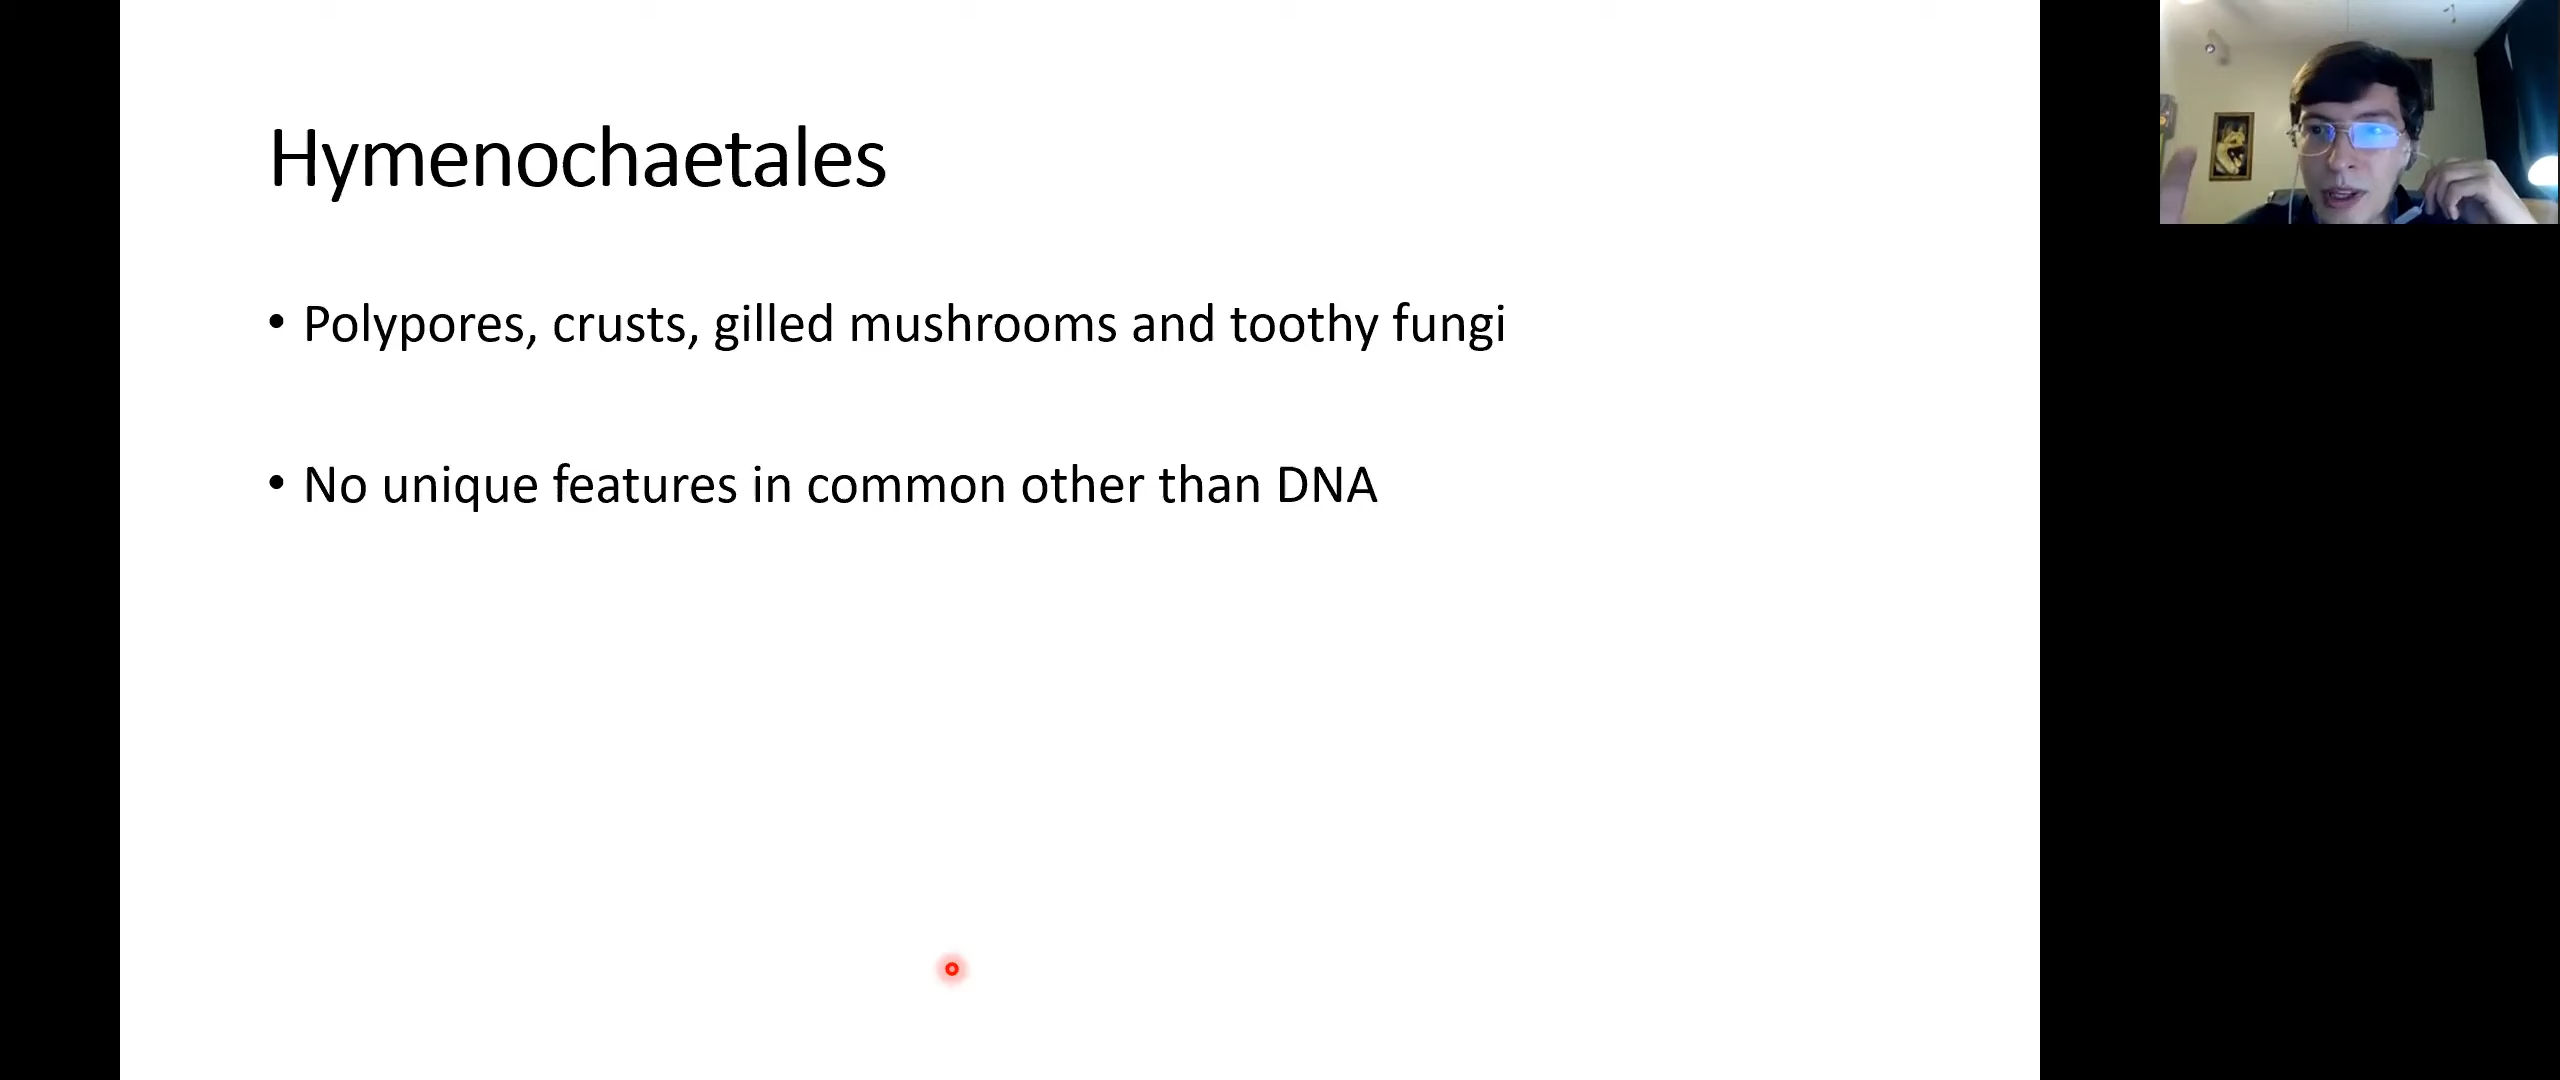 Hymenochaetales
• Polypores, crusts, gilled mushrooms and toothy fungi
• No unique features in common other than DNA